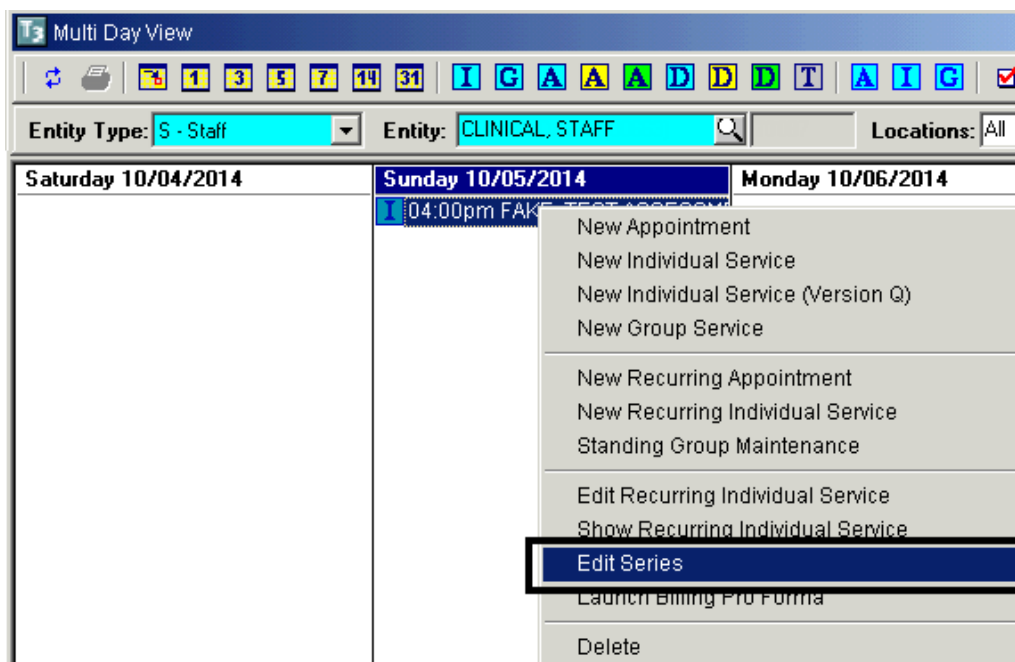 T3 Multi Day View
1 3 5 7 14 31 I G A A A D D D T A I G
Entity Type: S - Staff Entity: CLINICAL, STAFF Locations: All
Saturday 10/04/2014 Sunday 10/05/2014 Monday 10/06/2014
I 04:00pm FAKE, TEST
New Appointment
New Individual Service
New Individual Service (Version Q)
New Group Service
New Recurring Appointment
New Recurring Individual Service
Standing Group Maintenance
Edit Recurring Individual Service
Show Recurring Individual Service
Edit Series
Launch Billing Pro Forma
Delete